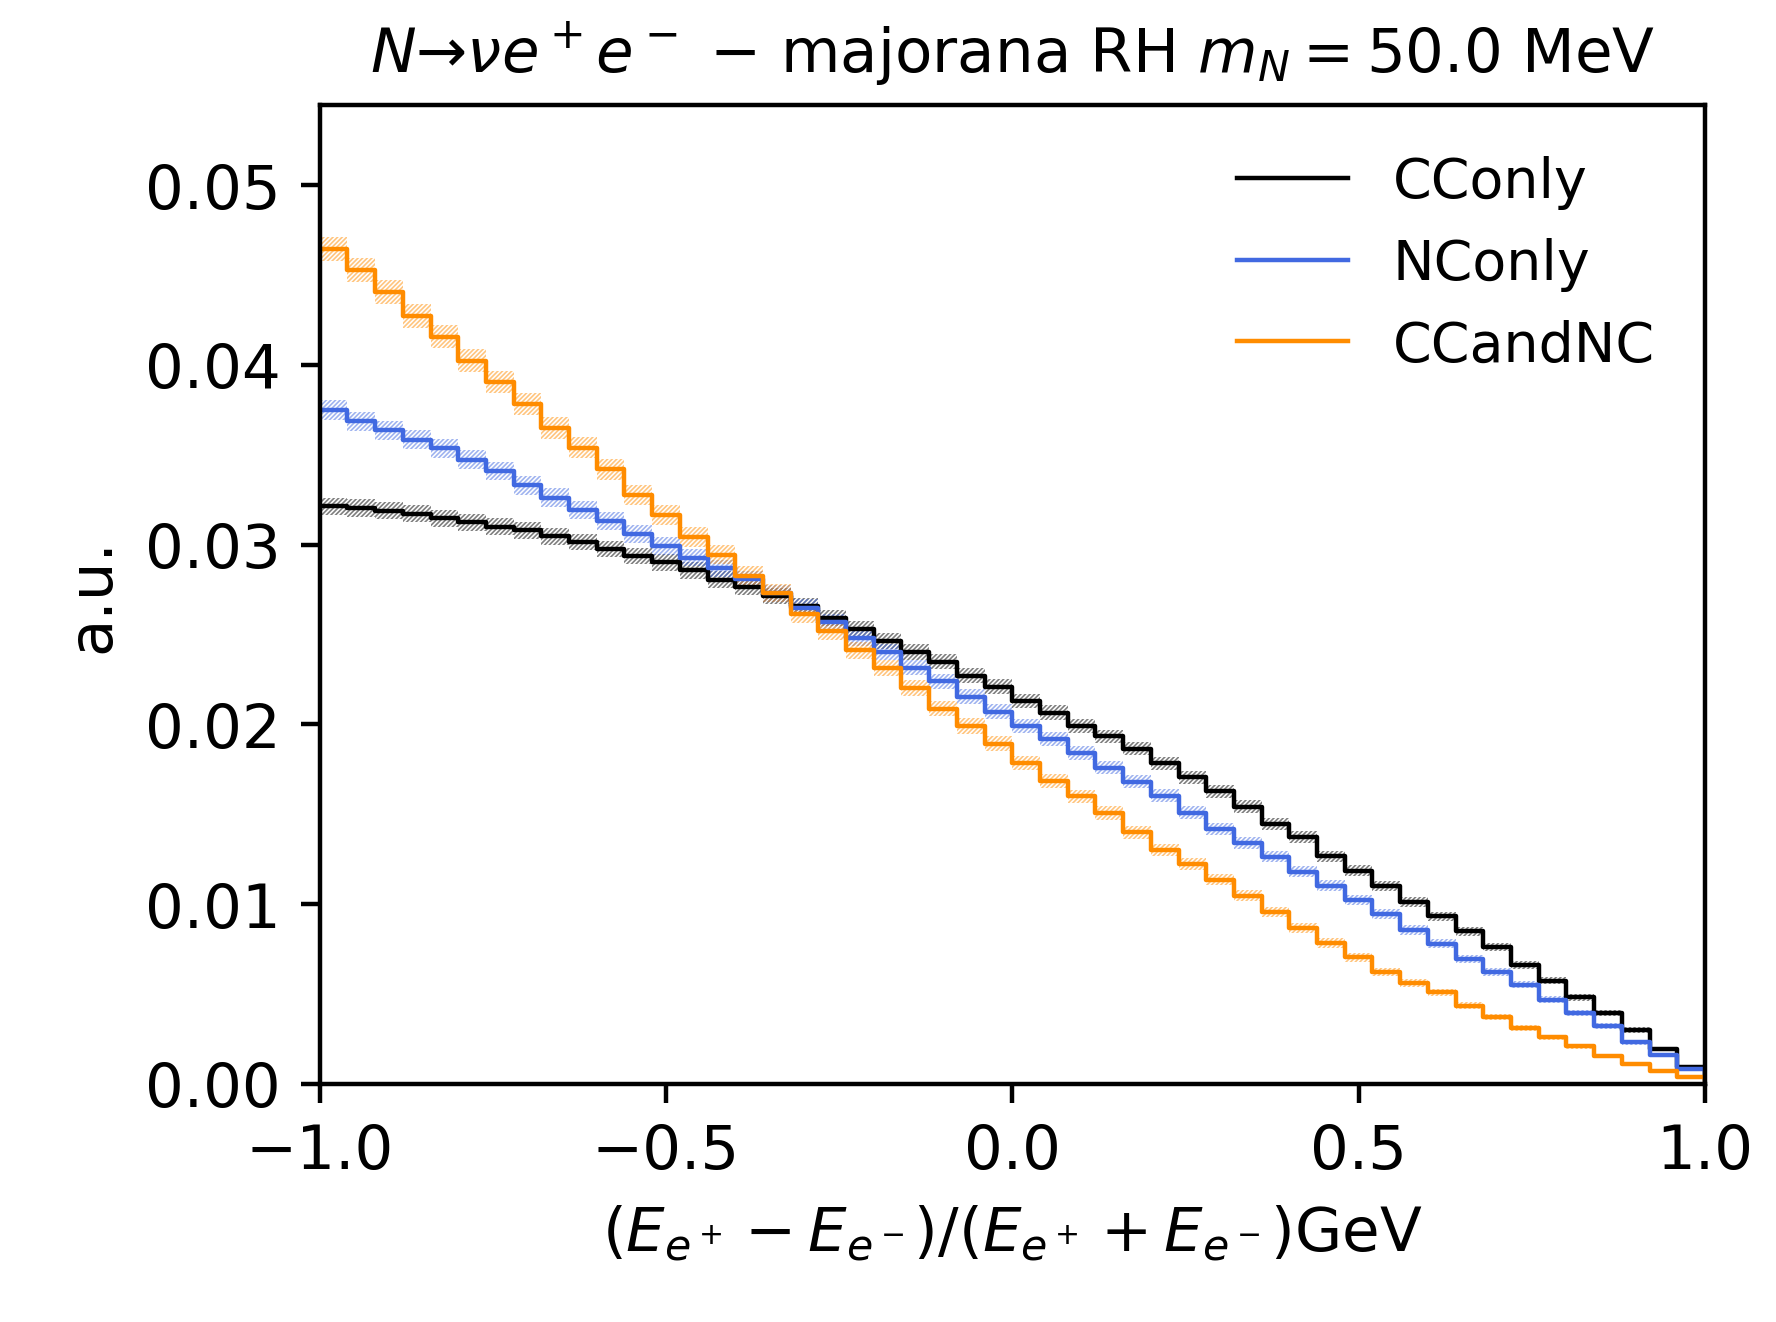 N→νe⁺e⁻ − majorana RH m_N = 50.0 MeV
CConly
NConly
CCandNC
a.u.
0.05
0.04
0.03
0.02
0.01
0.00
−1.0 −0.5 0.0 0.5 1.0
(E_e⁺ − E_e⁻)/(E_e⁺ + E_e⁻)GeV